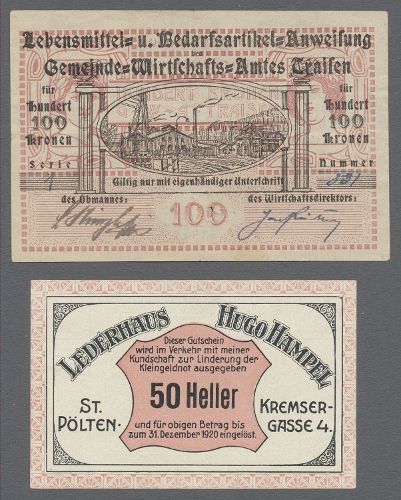 Lebensmittel= u. Bedarfsartikel=Anweisung
des
Gemeinde=Wirtschafts=Amtes Traisen
für
Hundert
100
Kronen
für
Hundert
100
Kronen
Serie
Nummer
1
Giltig nur mit eigenhändiger Unterschrift
des Obmannes:
des Wirtschaftsdirektors:
100
LEDERHAUS HUGO HAMPEL
Dieser Gutschein
wird im Verkehr mit meiner
Kundschaft zur Linderung der
Kleingeldnot ausgegeben
50 Heller
ST. PÖLTEN·
KREMSER-
GASSE 4.
und für obigen Betrag bis
zum 31. Dezember 1920 eingelöst.